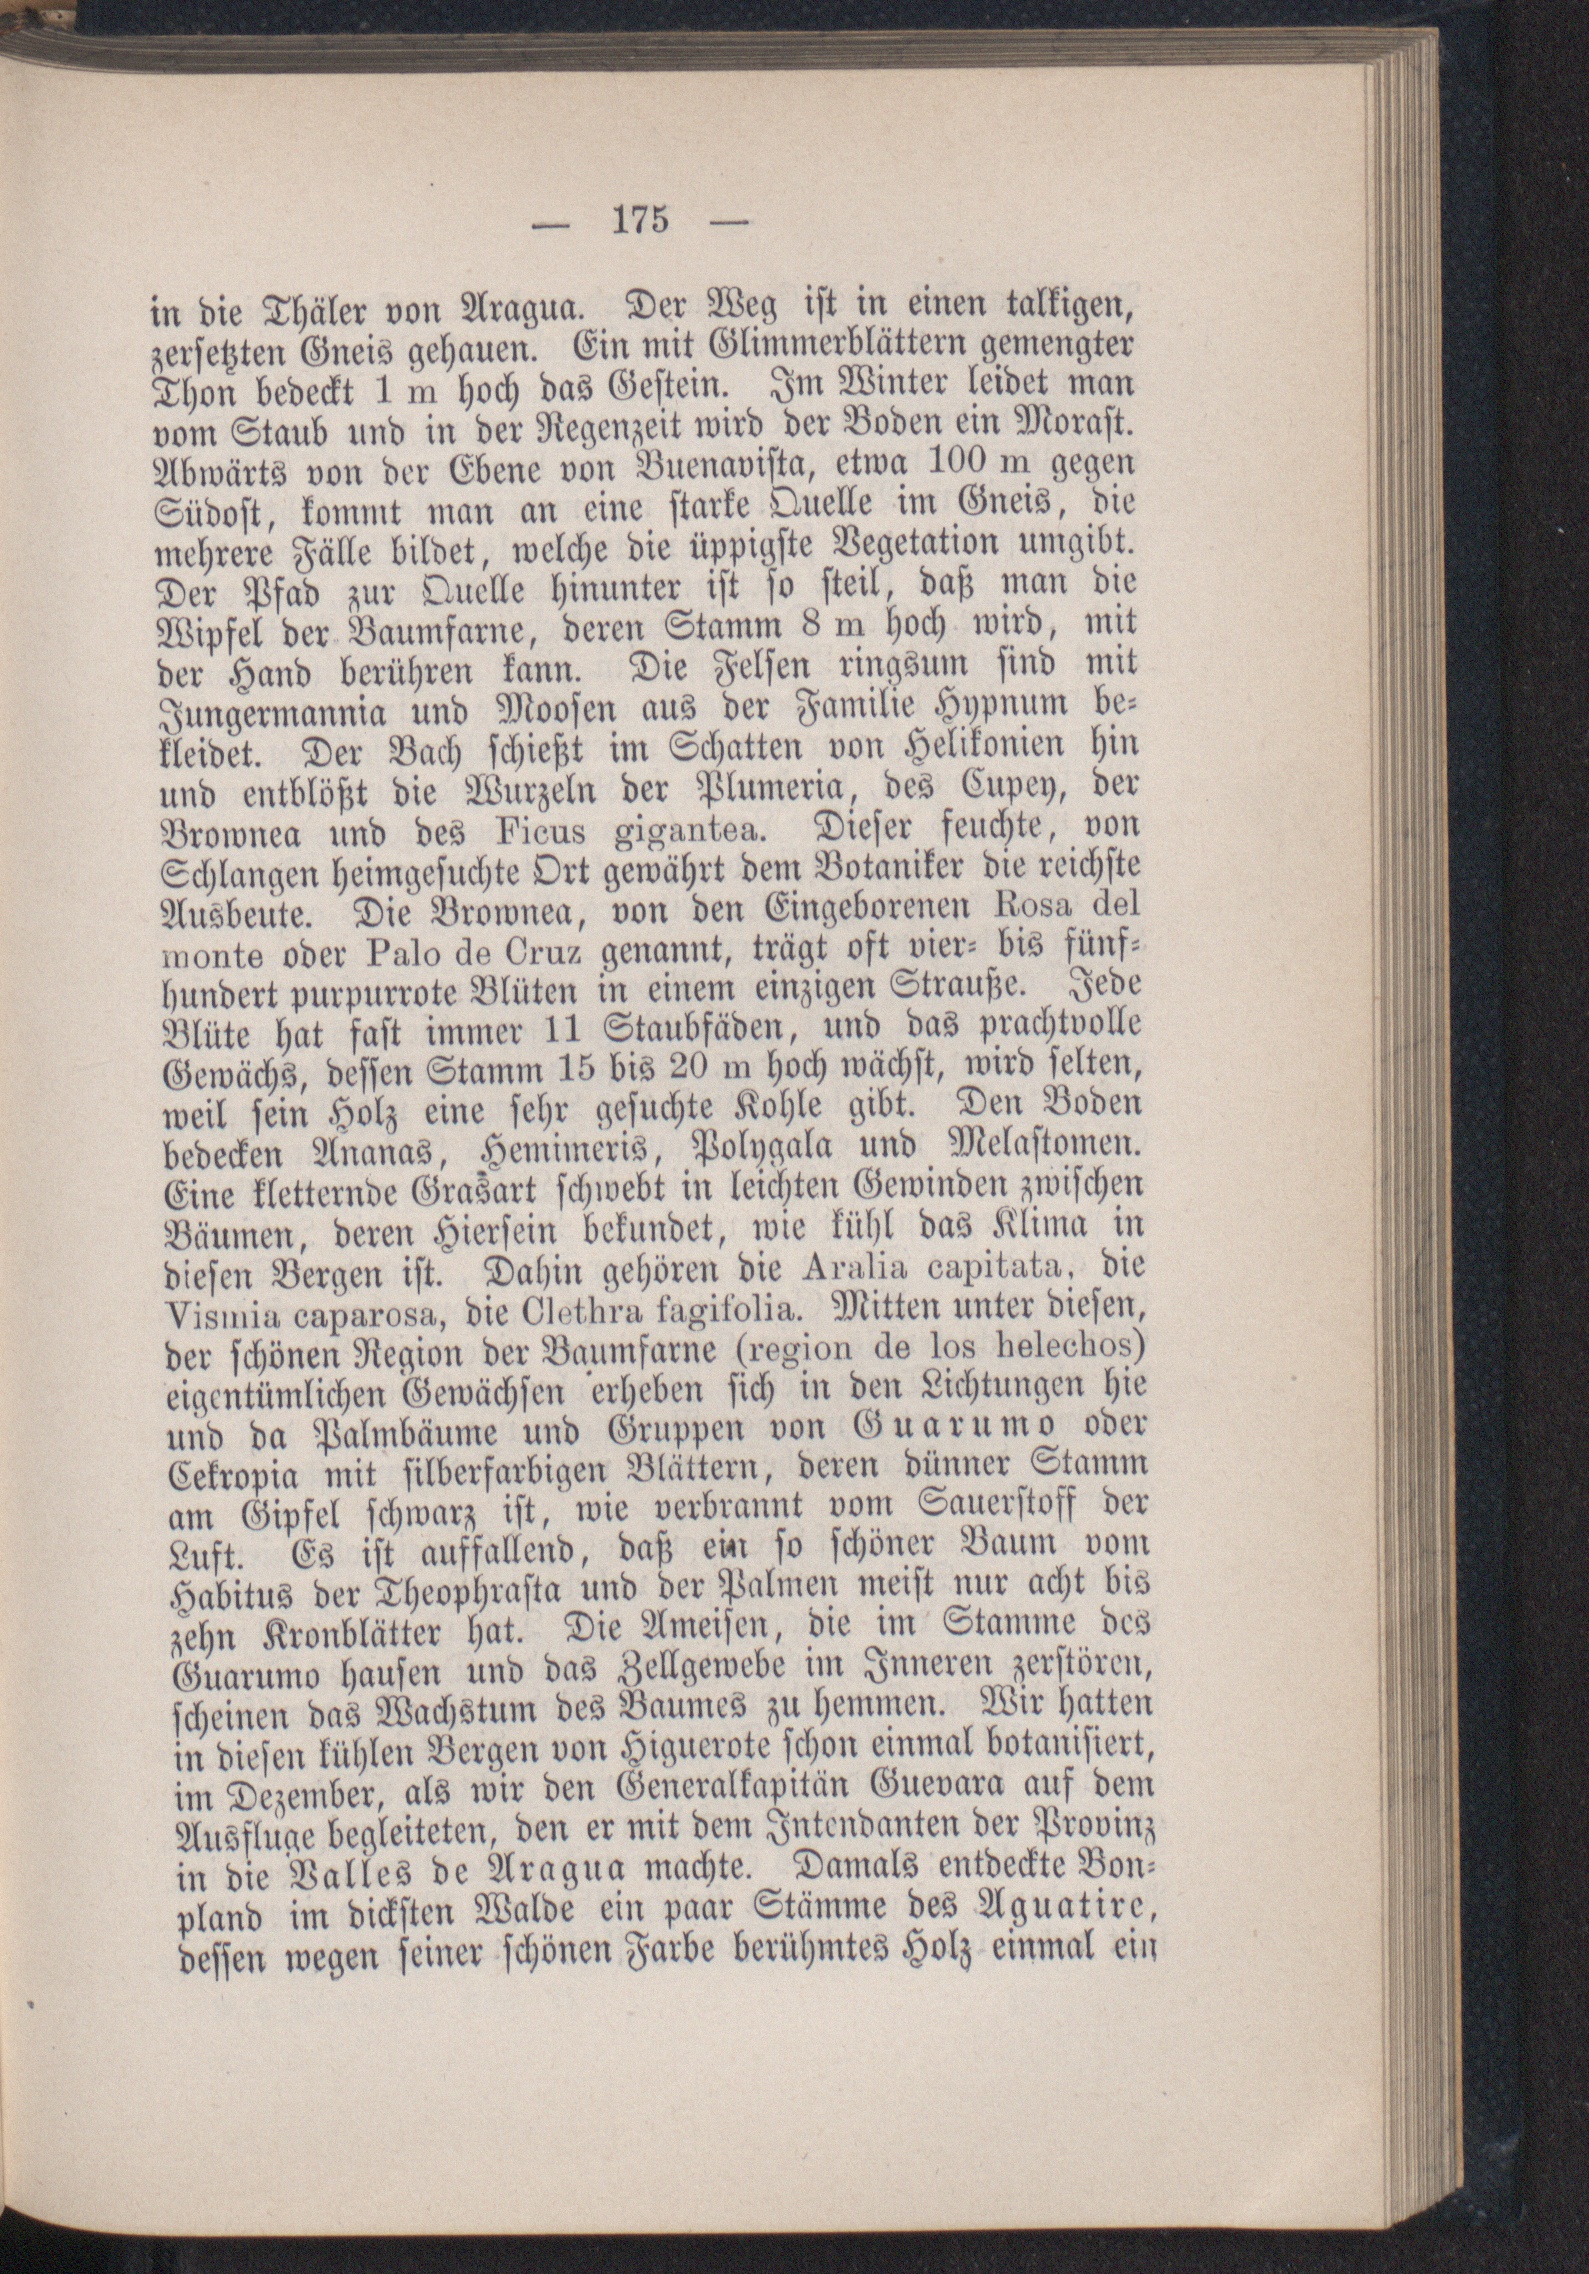 — 175 —
in die Thäler von Aragua. Der Weg ist in einen talkigen,
zersetzten Gneis gehauen. Ein mit Glimmerblättern gemengter
Thon bedeckt 1 m hoch das Gestein. Im Winter leidet man
vom Staub und in der Regenzeit wird der Boden ein Morast.
Abwärts von der Ebene von Buenavista, etwa 100 m gegen
Südost, kommt man an eine starke Quelle im Gneis, die
mehrere Fälle bildet, welche die üppigste Vegetation umgibt.
Der Pfad zur Quelle hinunter ist so steil, daß man die
Wipfel der Baumfarne, deren Stamm 8 m hoch wird, mit
der Hand berühren kann. Die Felsen ringsum sind mit
Jungermannia und Moosen aus der Familie Hypnum be-
kleidet. Der Bach schießt im Schatten von Helikonien hin
und entblößt die Wurzeln der Plumeria, des Cupey, der
Brownea und des Ficus gigantea. Dieser feuchte, von
Schlangen heimgesuchte Ort gewährt dem Botaniker die reichste
Ausbeute. Die Brownea, von den Eingeborenen Rosa del
monte oder Palo de Cruz genannt, trägt oft vier- bis fünf-
hundert purpurrote Blüten in einem einzigen Strauße. Jede
Blüte hat fast immer 11 Staubfäden, und das prachtvolle
Gewächs, dessen Stamm 15 bis 20 m hoch wächst, wird selten,
weil sein Holz eine sehr gesuchte Kohle gibt. Den Boden
bedecken Ananas, Hemimeris, Polygala und Melastomen.
Eine kletternde Grasart schwebt in leichten Gewinden zwischen
Bäumen, deren Hiersein bekundet, wie kühl das Klima in
diesen Bergen ist. Dahin gehören die Aralia capitata, die
Vismia caparosa, die Clethra fagifolia. Mitten unter diesen,
der schönen Region der Baumfarne (region de los helechos)
eigentümlichen Gewächsen erheben sich in den Lichtungen hie
und da Palmbäume und Gruppen von Guarumo oder
Cekropia mit silberfarbigen Blättern, deren dünner Stamm
am Gipfel schwarz ist, wie verbrannt vom Sauerstoff der
Luft. Es ist auffallend, daß ein so schöner Baum vom
Habitus der Theophrasta und der Palmen meist nur acht bis
zehn Kronblätter hat. Die Ameisen, die im Stamme des
Guarumo hausen und das Zellgewebe im Inneren zerstören,
scheinen das Wachstum des Baumes zu hemmen. Wir hatten
in diesen kühlen Bergen von Higuerote schon einmal botanisiert,
im Dezember, als wir den Generalkapitän Guevara auf dem
Ausfluge begleiteten, den er mit dem Intendanten der Provinz
in die Valles de Aragua machte. Damals entdeckte Bon-
pland im dicksten Walde ein paar Stämme des Aguatire,
dessen wegen seiner schönen Farbe berühmtes Holz einmal ein